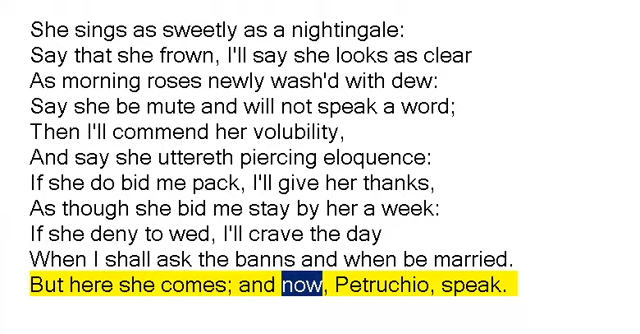 She sings as sweetly as a nightingale:
Say that she frown, I'll say she looks as clear
As morning roses newly wash'd with dew:
Say she be mute and will not speak a word;
Then I'll commend her volubility,
And say she uttereth piercing eloquence:
If she do bid me pack, I'll give her thanks,
As though she bid me stay by her a week:
If she deny to wed, I'll crave the day
When I shall ask the banns and when be married.
But here she comes; and now, Petruchio, speak.